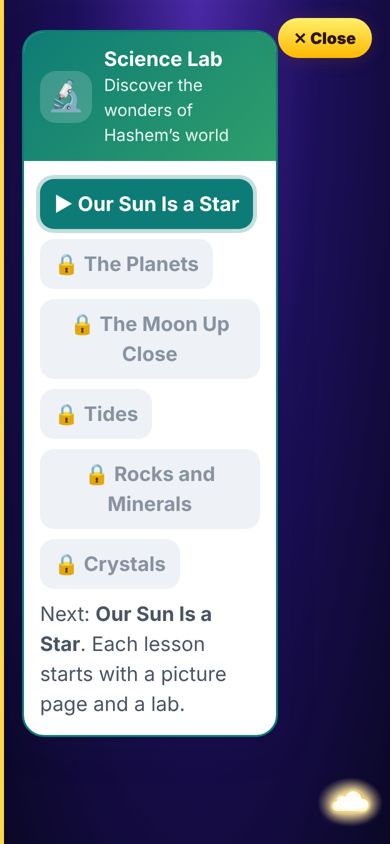 ✕ Close
Science Lab
Discover the
wonders of
Hashem’s world
▶ Our Sun Is a Star
🔒 The Planets
🔒 The Moon Up
Close
🔒 Tides
🔒 Rocks and
Minerals
🔒 Crystals
Next: Our Sun Is a
Star. Each lesson
starts with a picture
page and a lab.